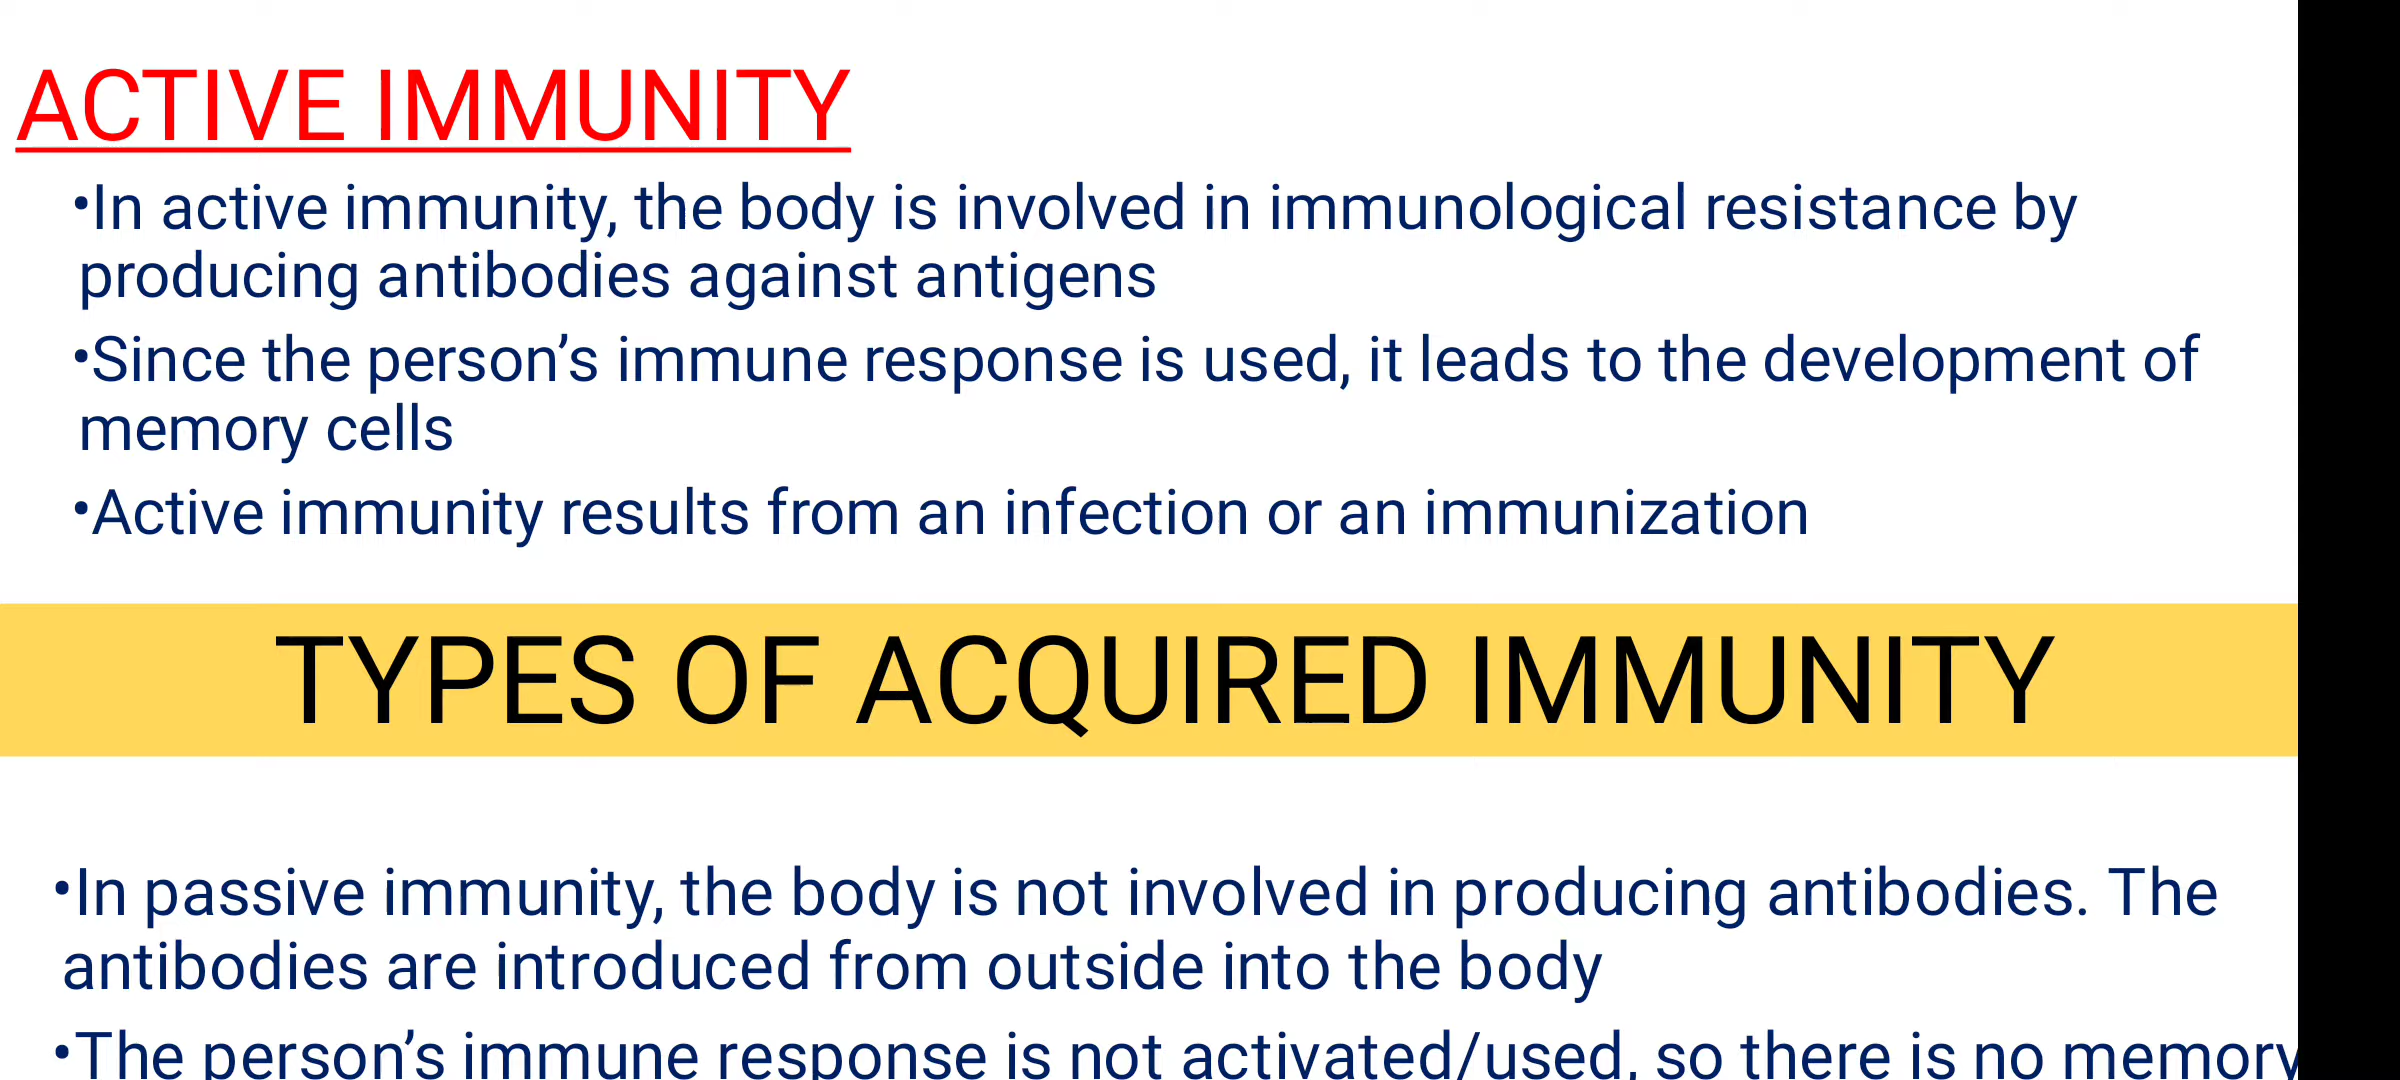 ACTIVE IMMUNITY
•In active immunity, the body is involved in immunological resistance by
producing antibodies against antigens
•Since the person’s immune response is used, it leads to the development of
memory cells
•Active immunity results from an infection or an immunization
TYPES OF ACQUIRED IMMUNITY
•In passive immunity, the body is not involved in producing antibodies. The
antibodies are introduced from outside into the body
•The person’s immune response is not activated/used, so there is no memory